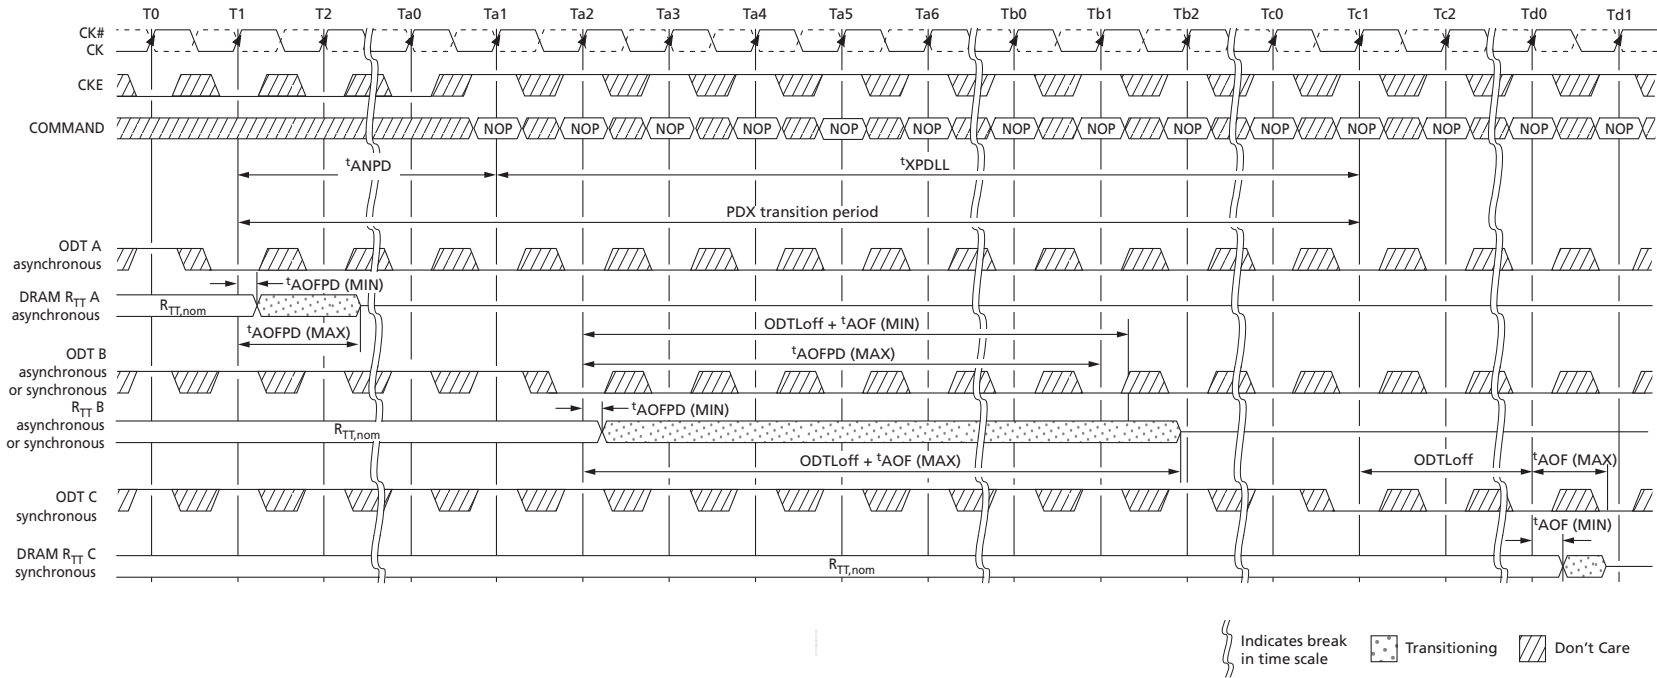 T0 T1 T2 Ta0 Ta1 Ta2 Ta3 Ta4 Ta5 Ta6 Tb0 Tb1 Tb2 Tc0 Tc1 Tc2 Td0 Td1
CK#
CK
CKE
COMMAND NOP NOP NOP NOP NOP NOP NOP NOP NOP NOP NOP NOP NOP NOP
tANPD tXPDLL
PDX transition period
ODT A
asynchronous
tAOFPD (MIN)
DRAM RTT A
asynchronous
RTT,nom
tAOFPD (MAX)
ODTLoff + tAOF (MIN)
tAOFPD (MAX)
ODT B
asynchronous
or synchronous
tAOFPD (MIN)
RTT B
asynchronous
or synchronous
RTT,nom
ODTLoff + tAOF (MAX)
ODTLoff tAOF (MAX)
ODT C
synchronous
tAOF (MIN)
DRAM RTT C
synchronous
RTT,nom
Indicates break
in time scale
Transitioning
Don't Care